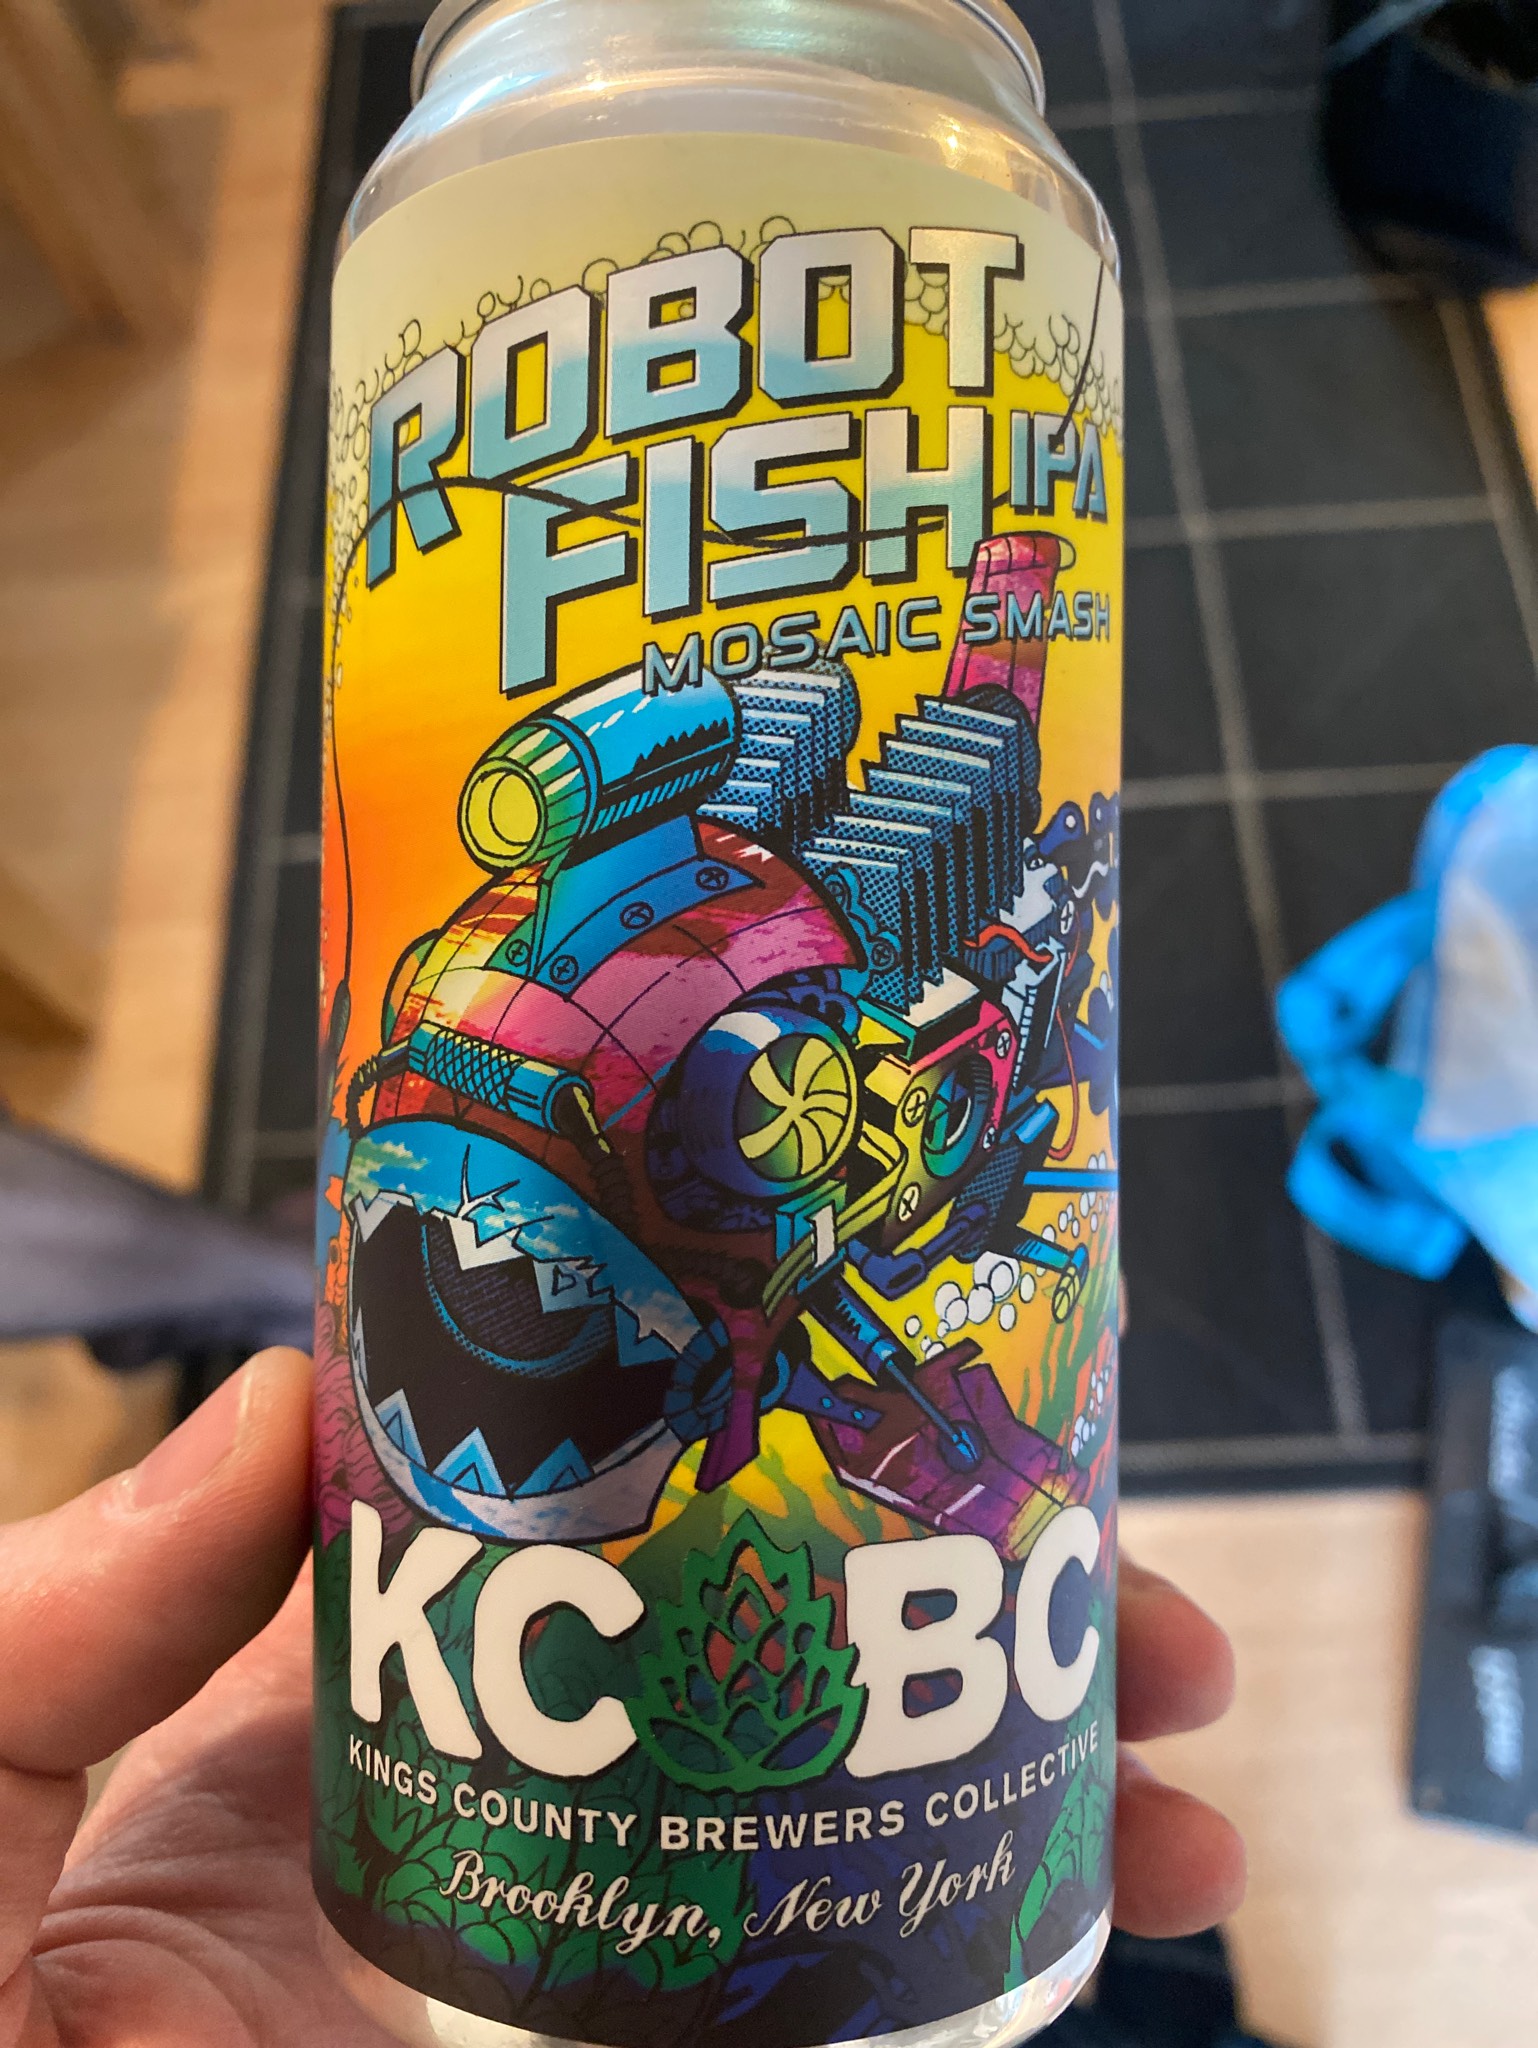 ROBOT
FISH IPA
MOSAIC SMASH
KCBC
KINGS COUNTY BREWERS COLLECTIVE
Brooklyn, New York